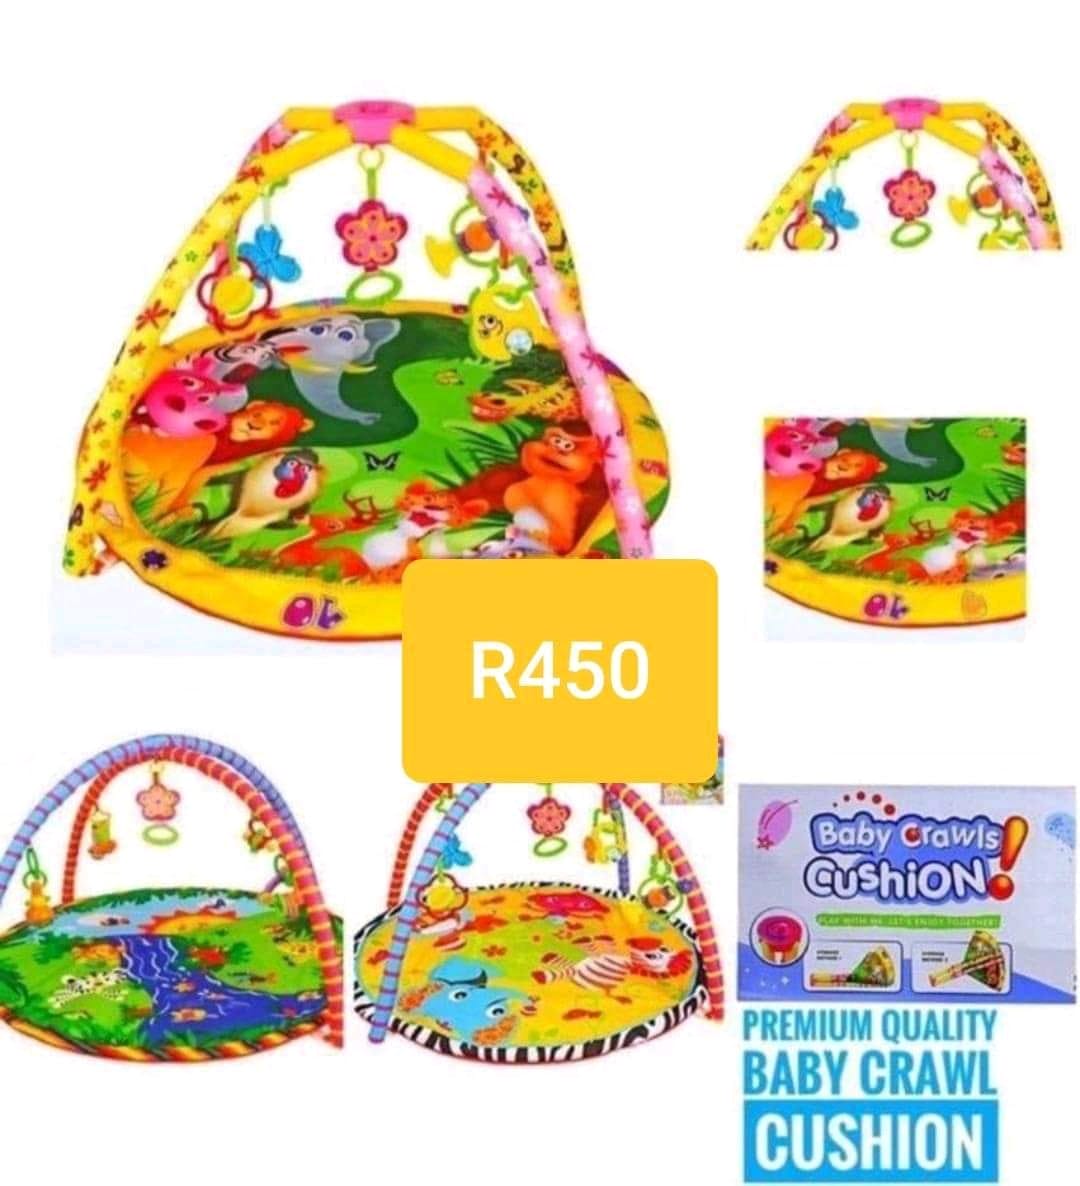 R450
Baby Crawls
CUSHION!
PLAY WITH ME, LET'S ENJOY TOGETHER!
PREMIUM QUALITY
BABY CRAWL
CUSHION